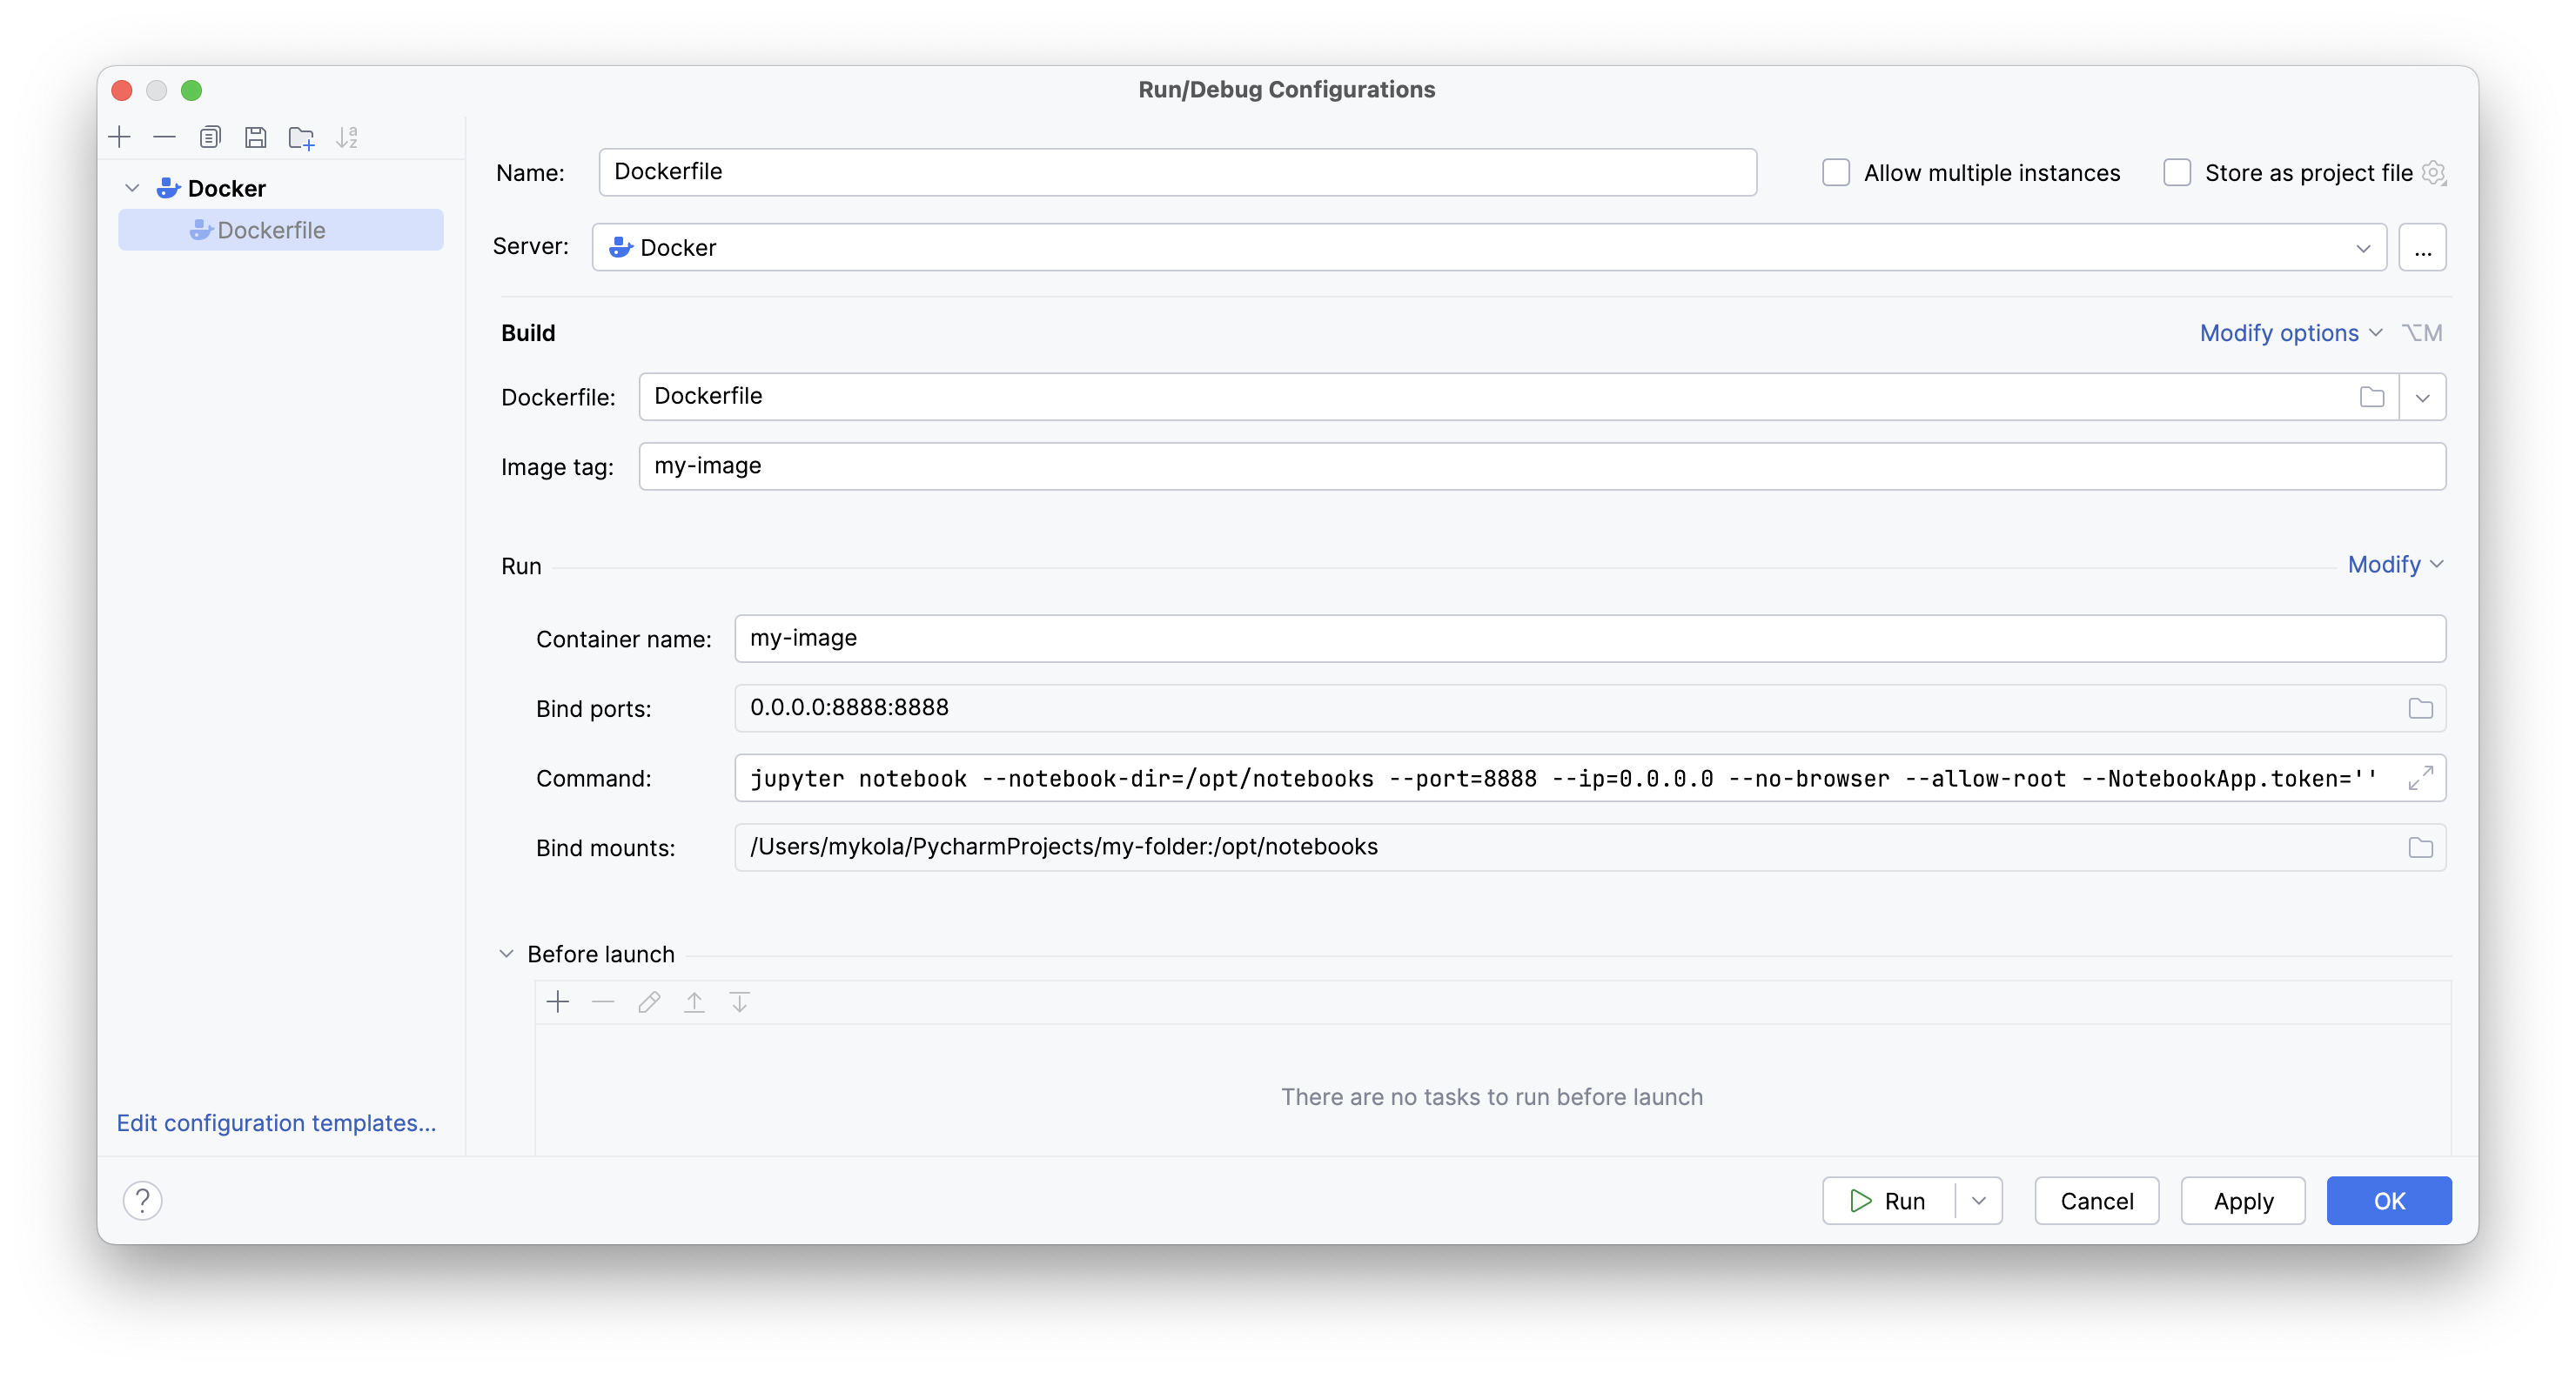 Run/Debug Configurations
Docker
Dockerfile
Edit configuration templates...
Name: Dockerfile
Allow multiple instances
Store as project file
Server: Docker
...
Build
Modify options ⌥M
Dockerfile: Dockerfile
Image tag: my-image
Run
Modify
Container name: my-image
Bind ports: 0.0.0.0:8888:8888
Command: jupyter notebook --notebook-dir=/opt/notebooks --port=8888 --ip=0.0.0.0 --no-browser --allow-root --NotebookApp.token=''
Bind mounts: /Users/mykola/PycharmProjects/my-folder:/opt/notebooks
Before launch
There are no tasks to run before launch
?
Run
Cancel
Apply
OK